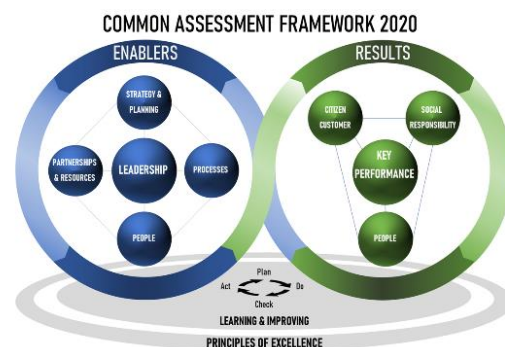 COMMON ASSESSMENT FRAMEWORK 2020
ENABLERS
RESULTS
STRATEGY &
PLANNING
PARTNERSHIPS
& RESOURCES
LEADERSHIP
PROCESSES
PEOPLE
CITIZEN
CUSTOMER
SOCIAL
RESPONSIBILITY
KEY
PERFORMANCE
PEOPLE
Plan
Act
Do
Check
LEARNING & IMPROVING
PRINCIPLES OF EXCELLENCE